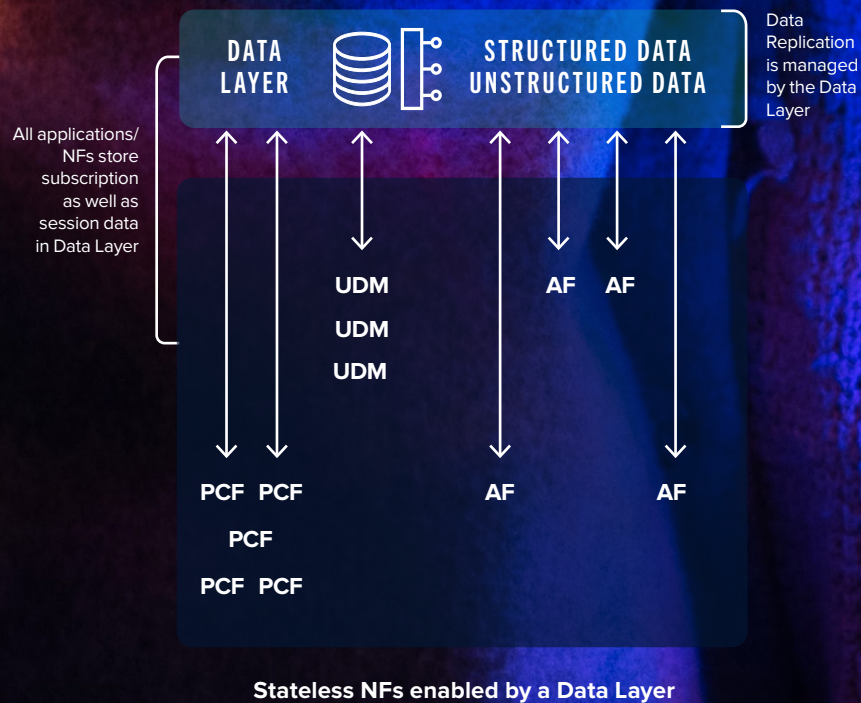 DATA
LAYER
STRUCTURED DATA
UNSTRUCTURED DATA
Data
Replication
is managed
by the Data
Layer
All applications/
NFs store
subscription
as well as
session data
in Data Layer
UDM
UDM
UDM
AF AF
PCF PCF
PCF
PCF PCF
AF
AF
Stateless NFs enabled by a Data Layer